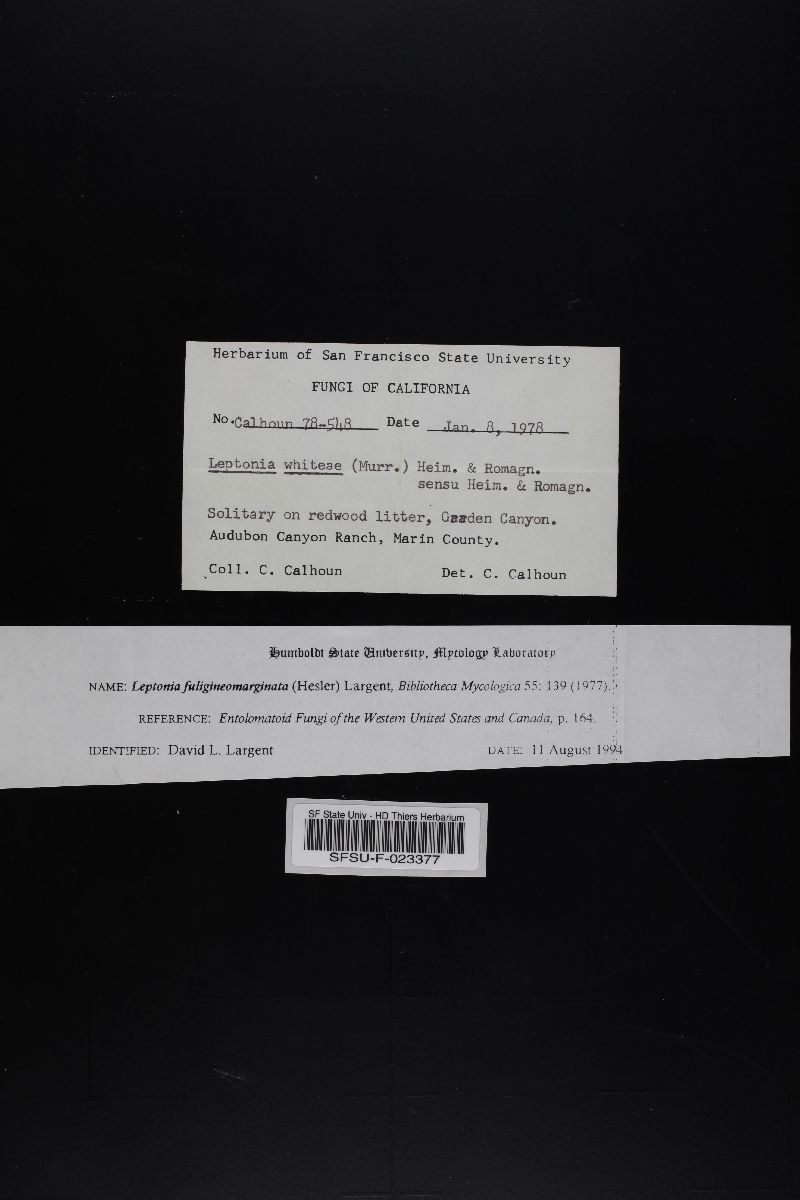 Herbarium of San Francisco State University
FUNGI OF CALIFORNIA
No. Calhoun 78-548 Date Jan. 8, 1978
Leptonia whiteae (Murr.) Heim. & Romagn.
sensu Heim. & Romagn.
Solitary on redwood litter, Garden Canyon.
Audubon Canyon Ranch, Marin County.
Coll. C. Calhoun Det. C. Calhoun
Humboldt State University, Mycology Laboratory
NAME: Leptonia fuligineomarginata (Hesler) Largent, Bibliotheca Mycologica 55: 139 (1977).
REFERENCE: Entolomatoid Fungi of the Western United States and Canada, p. 164.
IDENTIFIED: David L. Largent DATE: 11 August 1994
SF State Univ - HD Thiers Herbarium
SFSU-F-023377